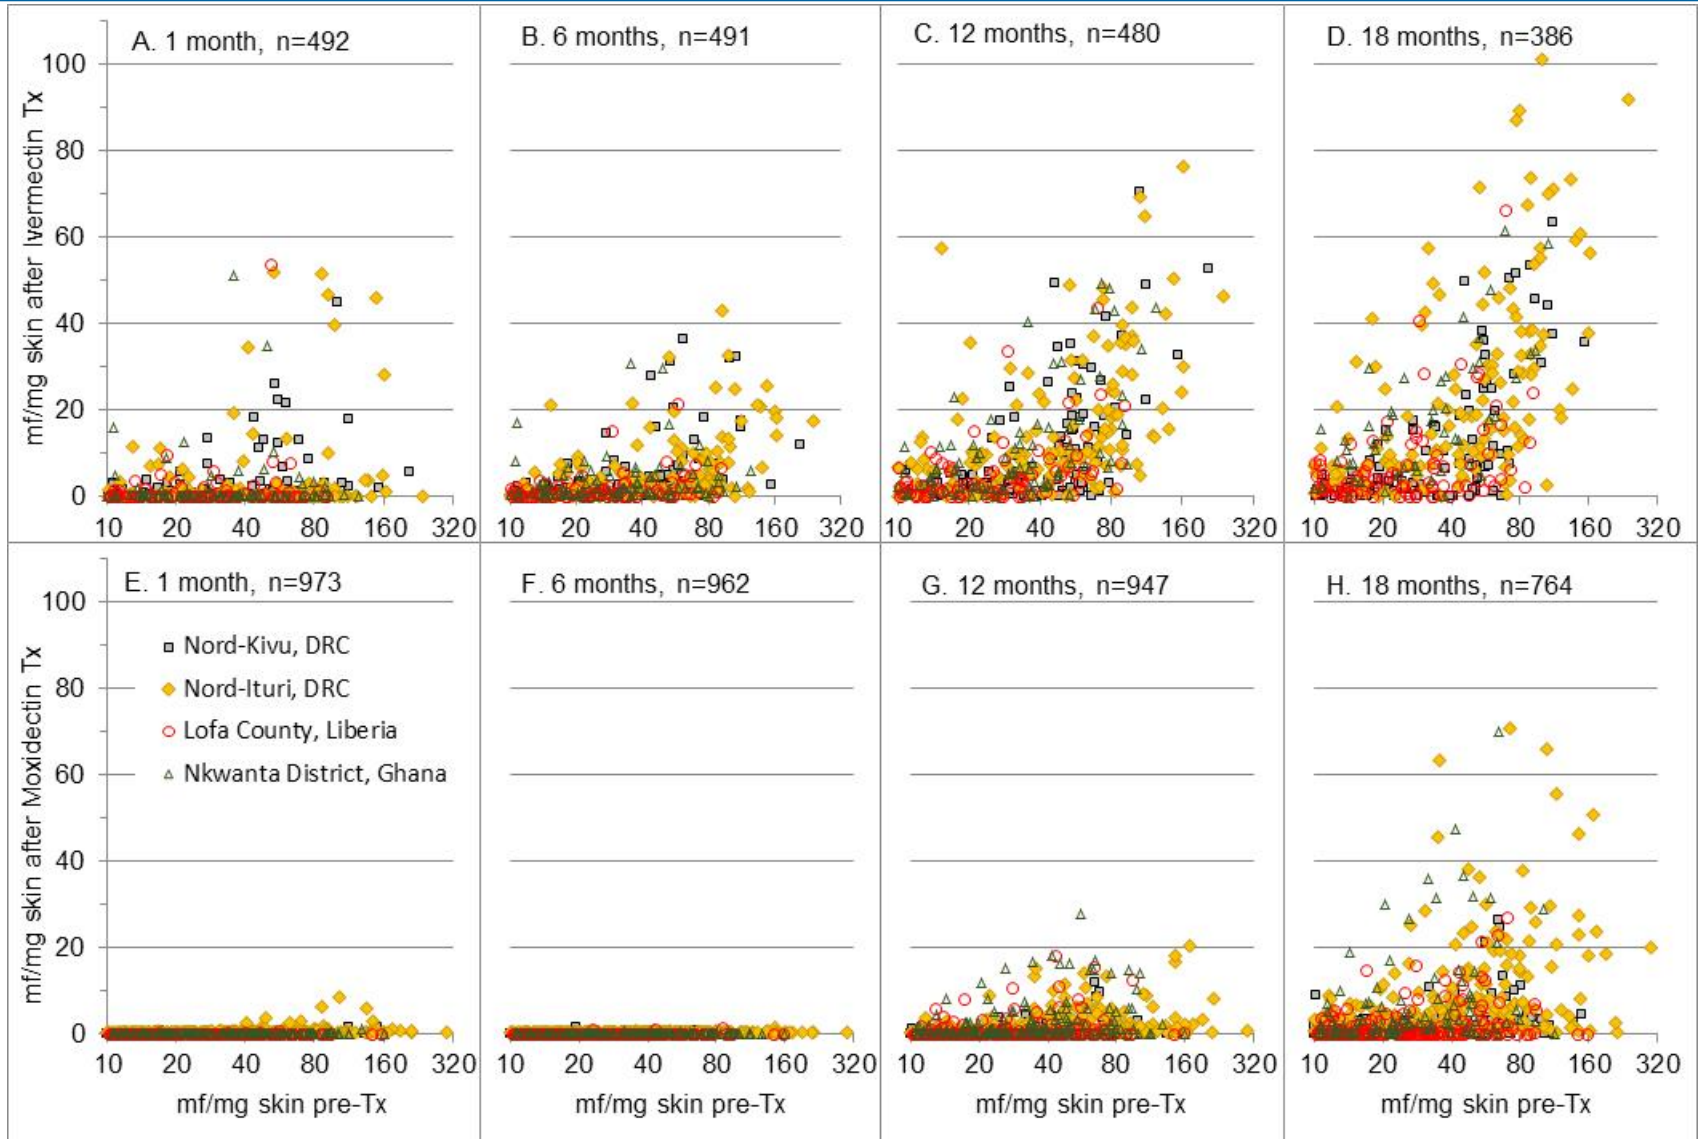 A. 1 month, n=492
B. 6 months, n=491
C. 12 months, n=480
D. 18 months, n=386
mf/mg skin after Ivermectin Tx
100
80
60
40
20
0
10 20 40 80 160 320
10 20 40 80 160 320
10 20 40 80 160 320
10 20 40 80 160 320
E. 1 month, n=973
F. 6 months, n=962
G. 12 months, n=947
H. 18 months, n=764
mf/mg skin after Moxidectin Tx
100
80
60
40
20
0
Nord-Kivu, DRC
Nord-Ituri, DRC
Lofa County, Liberia
Nkwanta District, Ghana
10 20 40 80 160 320
10 20 40 80 160 320
10 20 40 80 160 320
10 20 40 80 160 320
mf/mg skin pre-Tx
mf/mg skin pre-Tx
mf/mg skin pre-Tx
mf/mg skin pre-Tx